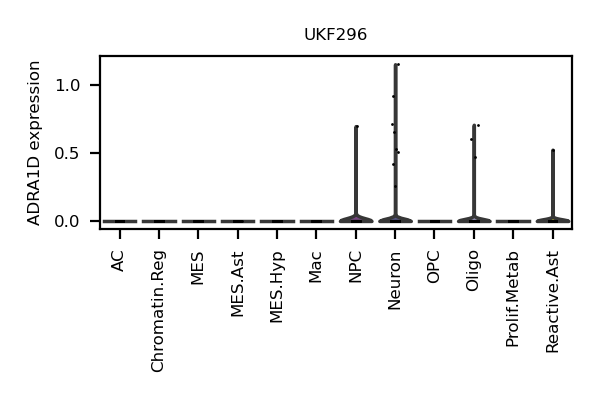 UKF296
ADRA1D expression
1.0
0.5
0.0
AC
Chromatin.Reg
MES
MES.Ast
MES.Hyp
Mac
NPC
Neuron
OPC
Oligo
Prolif.Metab
Reactive.Ast